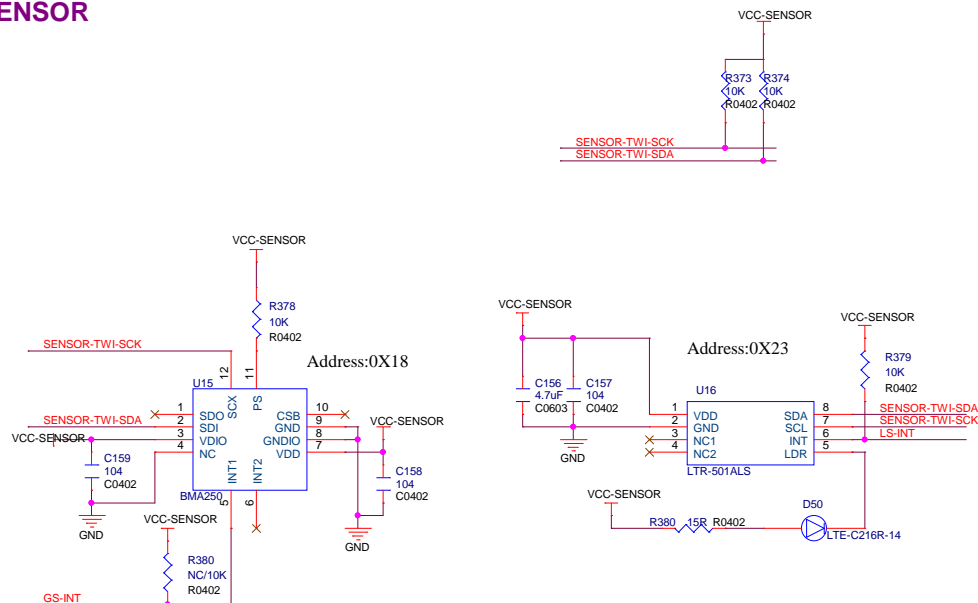 ENSOR
VCC-SENSOR
R373 R374
10K 10K
R0402 R0402
SENSOR-TWI-SCK
SENSOR-TWI-SDA
VCC-SENSOR
R378
10K
R0402
SENSOR-TWI-SCK
Address:0X18
12
11
U15
SCX
PS
1 SDO
CSB 10
SENSOR-TWI-SDA
2 SDI
GND 9
VCC-SENSOR
3 VDIO
GNDIO 8
4 NC
VDD 7
VCC-SENSOR
INT1
INT2
C159
104
C0402
BMA250
5
6
C158
104
C0402
GND
GND
VCC-SENSOR
R380
NC/10K
R0402
GS-INT
VCC-SENSOR
C156
4.7uF
C0603
C157
104
C0402
GND
Address:0X23
VCC-SENSOR
R379
10K
R0402
U16
1 VDD
SDA 8
SENSOR-TWI-SDA
2 GND
SCL 7
SENSOR-TWI-SCK
3 NC1
INT 6
LS-INT
4 NC2
LDR 5
LTR-501ALS
VCC-SENSOR
R380 15R R0402
D50
LTE-C216R-14